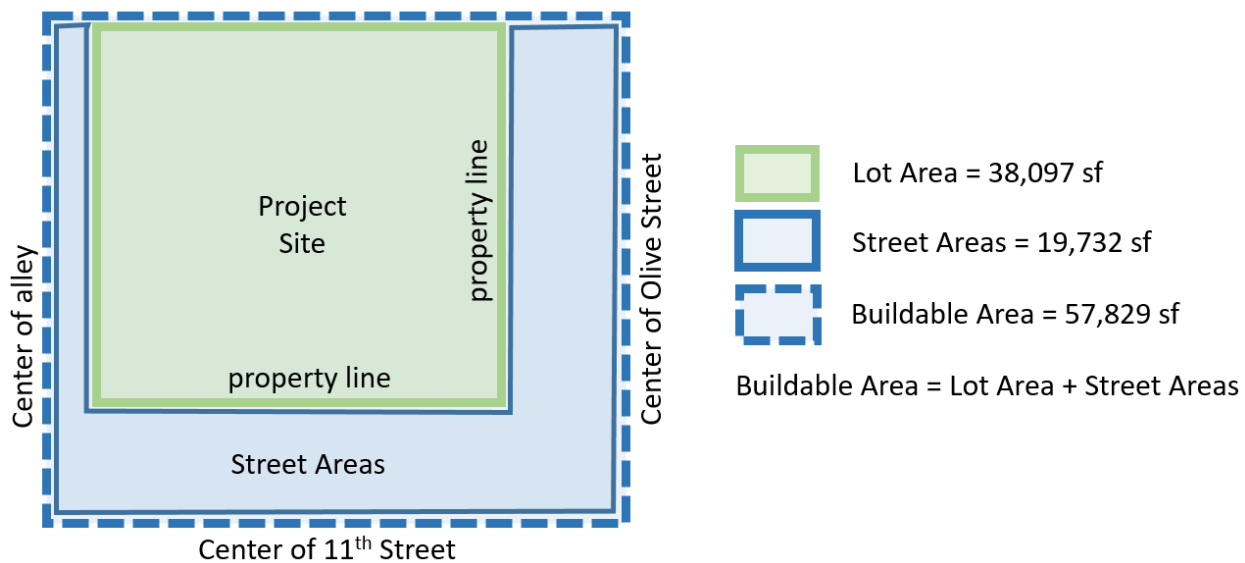 Project
Site
property line
property line
Street Areas
Center of alley
Center of Olive Street
Center of 11th Street
Lot Area = 38,097 sf
Street Areas = 19,732 sf
Buildable Area = 57,829 sf
Buildable Area = Lot Area + Street Areas